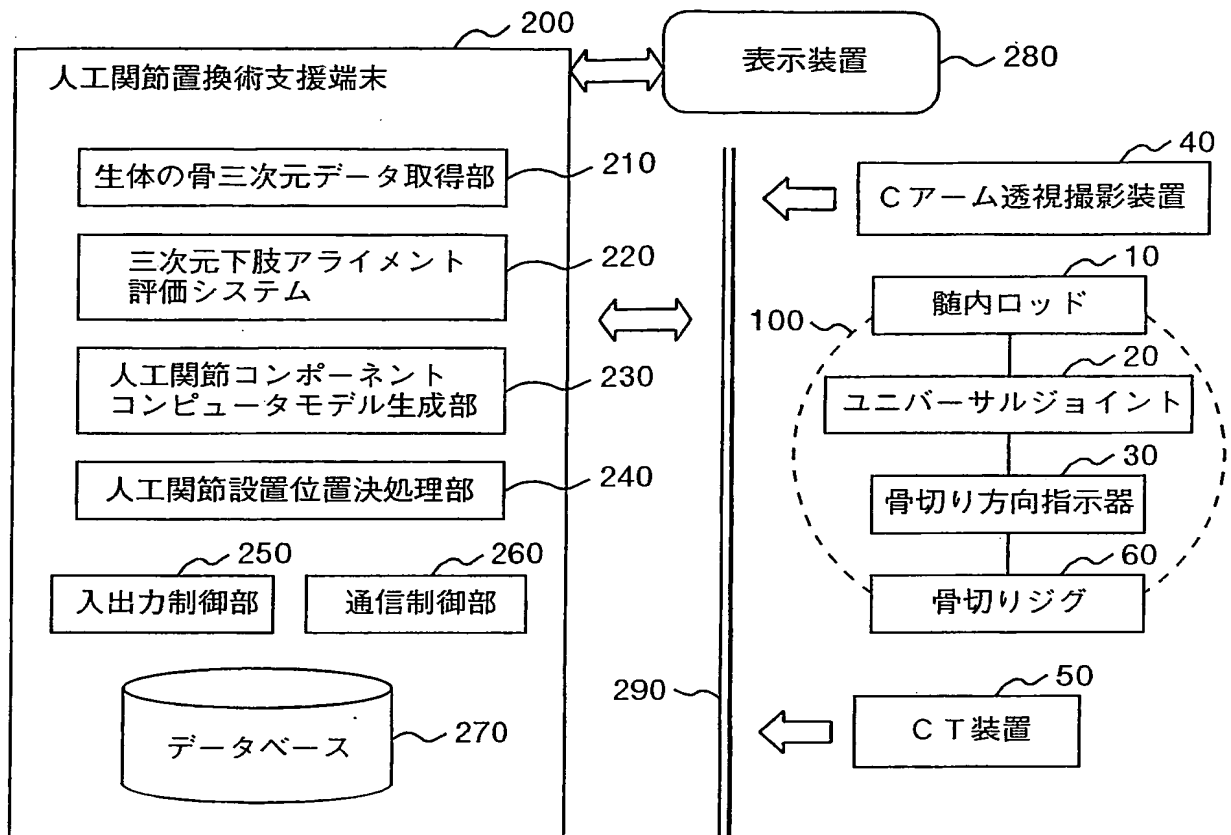 200
人工関節置換術支援端末
表示装置
280
生体の骨三次元データ取得部
210
三次元下肢アライメント
評価システム
220
人工関節コンポーネント
コンピュータモデル生成部
230
人工関節設置位置決処理部
240
250
入出力制御部
260
通信制御部
データベース
270
290
40
Cアーム透視撮影装置
100
10
髄内ロッド
20
ユニバーサルジョイント
30
骨切り方向指示器
60
骨切りジグ
50
CT装置